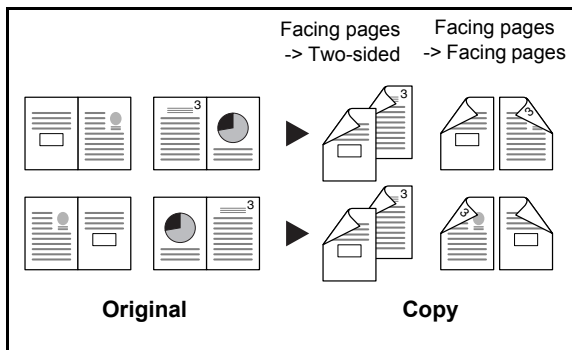 Facing pages
-> Two-sided
Facing pages
-> Facing pages
3
3
3
3
3
3
Original
Copy